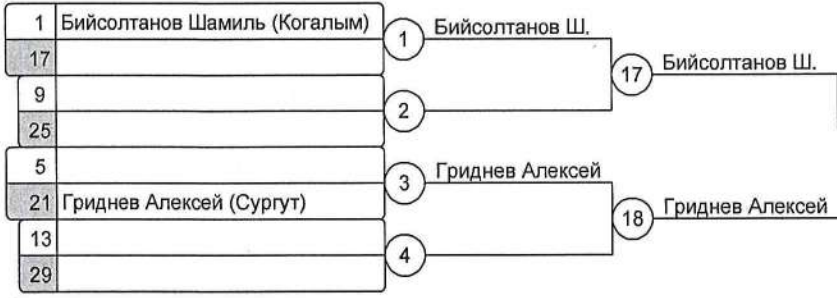 1 Бийсолтанов Шамиль (Когалым)
17
1 Бийсолтанов Ш.
9
25
2
17 Бийсолтанов Ш.
5
21 Гриднев Алексей (Сургут)
3 Гриднев Алексей
13
29
4
18 Гриднев Алексей